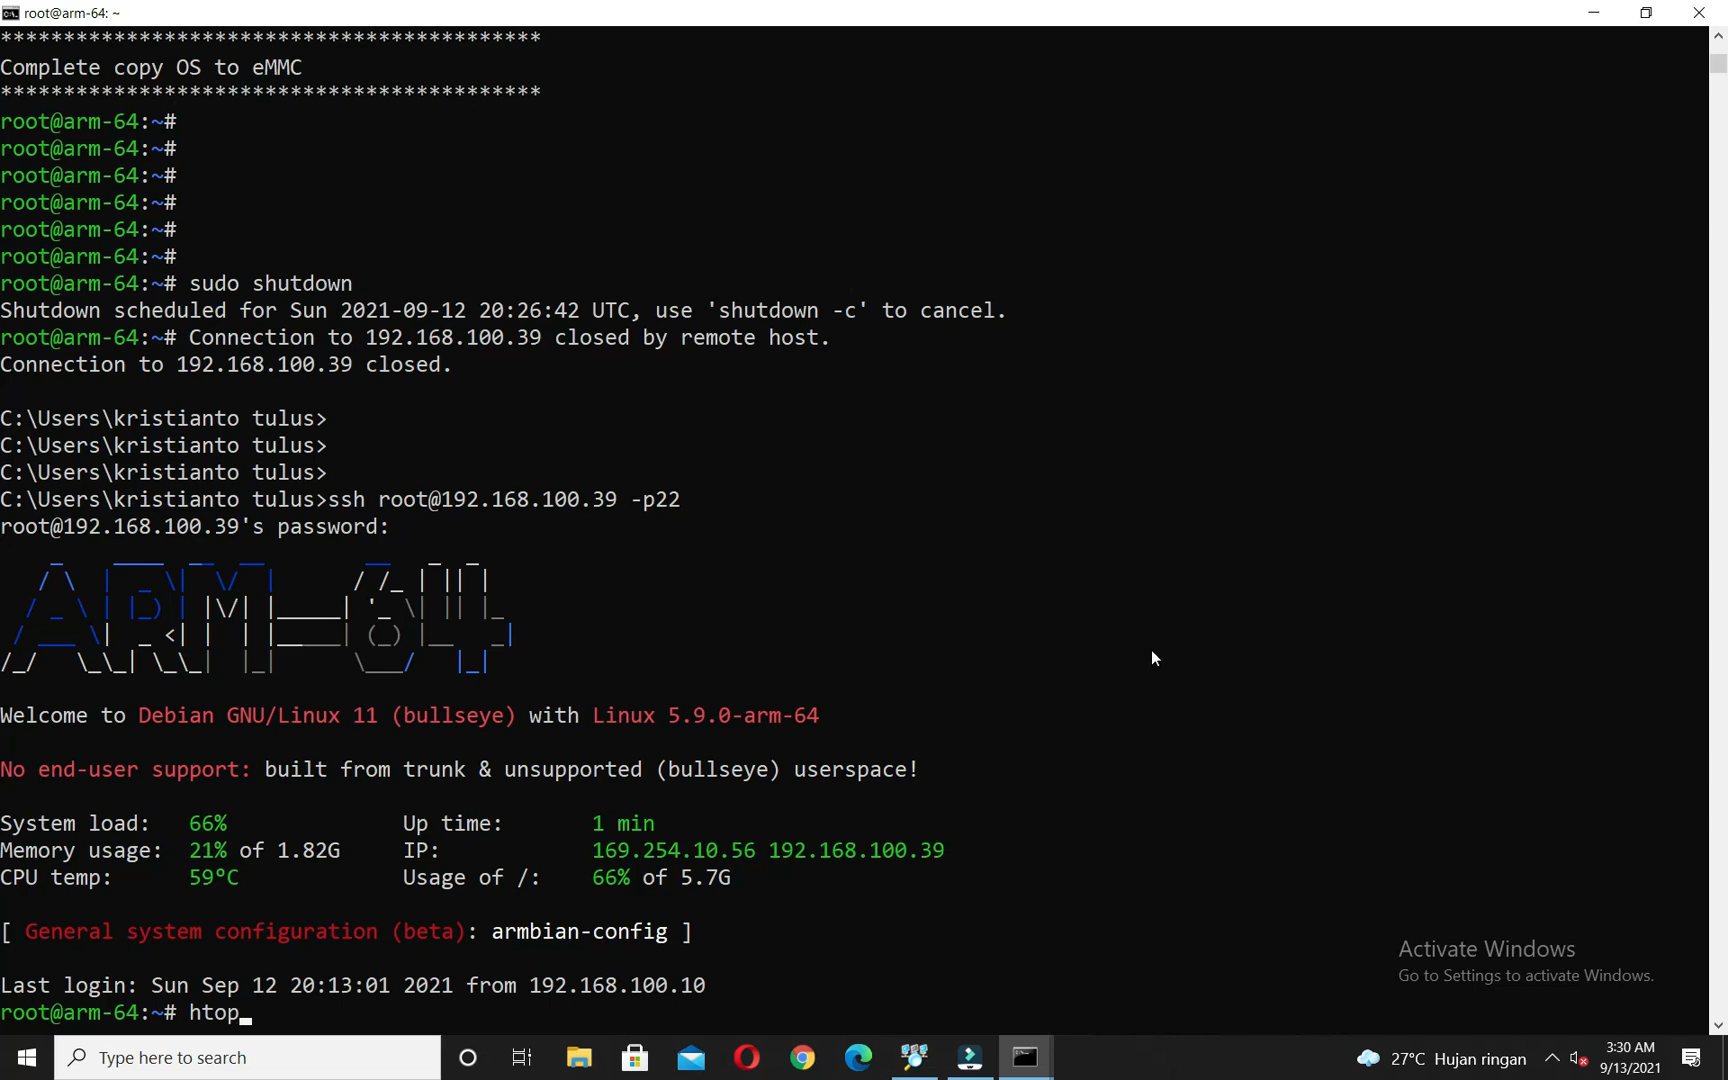 root@arm-64: ~
*******************************************
Complete copy OS to eMMC
*******************************************
root@arm-64:~#
root@arm-64:~#
root@arm-64:~#
root@arm-64:~#
root@arm-64:~#
root@arm-64:~#
root@arm-64:~# sudo shutdown
Shutdown scheduled for Sun 2021-09-12 20:26:42 UTC, use 'shutdown -c' to cancel.
root@arm-64:~# Connection to 192.168.100.39 closed by remote host.
Connection to 192.168.100.39 closed.
C:\Users\kristianto tulus>
C:\Users\kristianto tulus>
C:\Users\kristianto tulus>
C:\Users\kristianto tulus>ssh root@192.168.100.39 -p22
root@192.168.100.39's password:
ARM-64
Welcome to Debian GNU/Linux 11 (bullseye) with Linux 5.9.0-arm-64
No end-user support: built from trunk & unsupported (bullseye) userspace!
System load: 66% Up time: 1 min
Memory usage: 21% of 1.82G IP: 169.254.10.56 192.168.100.39
CPU temp: 59°C Usage of /: 66% of 5.7G
[ General system configuration (beta): armbian-config ]
Last login: Sun Sep 12 20:13:01 2021 from 192.168.100.10
root@arm-64:~# htop_
Activate Windows
Go to Settings to activate Windows.
Type here to search
27°C Hujan ringan
3:30 AM
9/13/2021